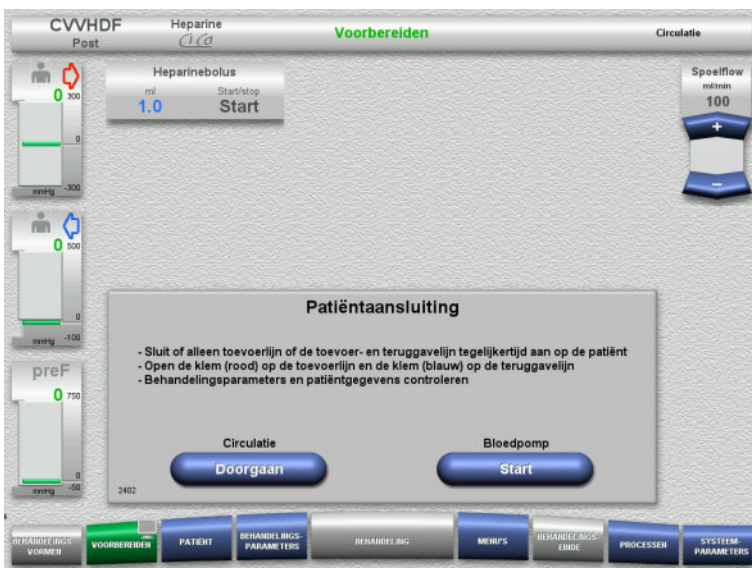 CVVHDF
Post
Heparine
Ci Ca
Voorbereiden
Circulatie
0
300
0
mmHg
-300
Heparinebolus
ml
Start/stop
1.0
Start
Spoelflow
ml/min
100
+
−
0
500
0
mmHg
-100
preF
0
750
0
mmHg
-50
Patiëntaansluiting
- Sluit of alleen toevoerlijn of de toevoer- en teruggavelijn tegelijkertijd aan op de patiënt
- Open de klem (rood) op de toevoerlijn en de klem (blauw) op de teruggavelijn
- Behandelingsparameters en patiëntgegevens controleren
Circulatie
Bloedpomp
Doorgaan
Start
2402
BEHANDELINGS-
VORMEN
VOORBEREIDEN
PATIËNT
BEHANDELINGS-
PARAMETERS
BEHANDELING
MENU'S
BEHANDELINGS-
EINDE
PROCESSEN
SYSTEEM-
PARAMETERS